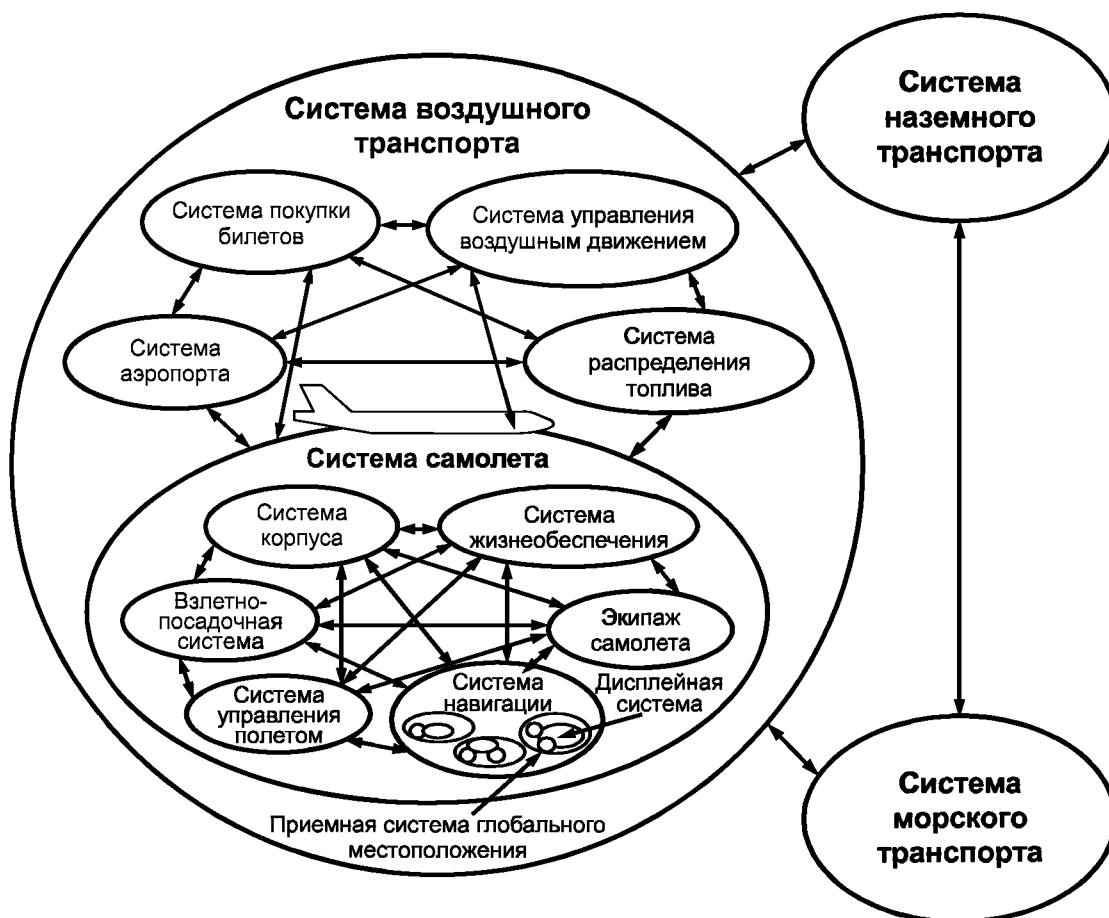 Система воздушного
транспорта
Система
наземного
транспорта
Система покупки
билетов
Система управления
воздушным движением
Система
аэропорта
Система
распределения
топлива
Система самолета
Система
корпуса
Система
жизнеобеспечения
Взлетно-
посадочная
система
Экипаж
самолета
Система
управления
полетом
Система
навигации
Дисплейная
система
Приемная система глобального
местоположения
Система
морского
транспорта